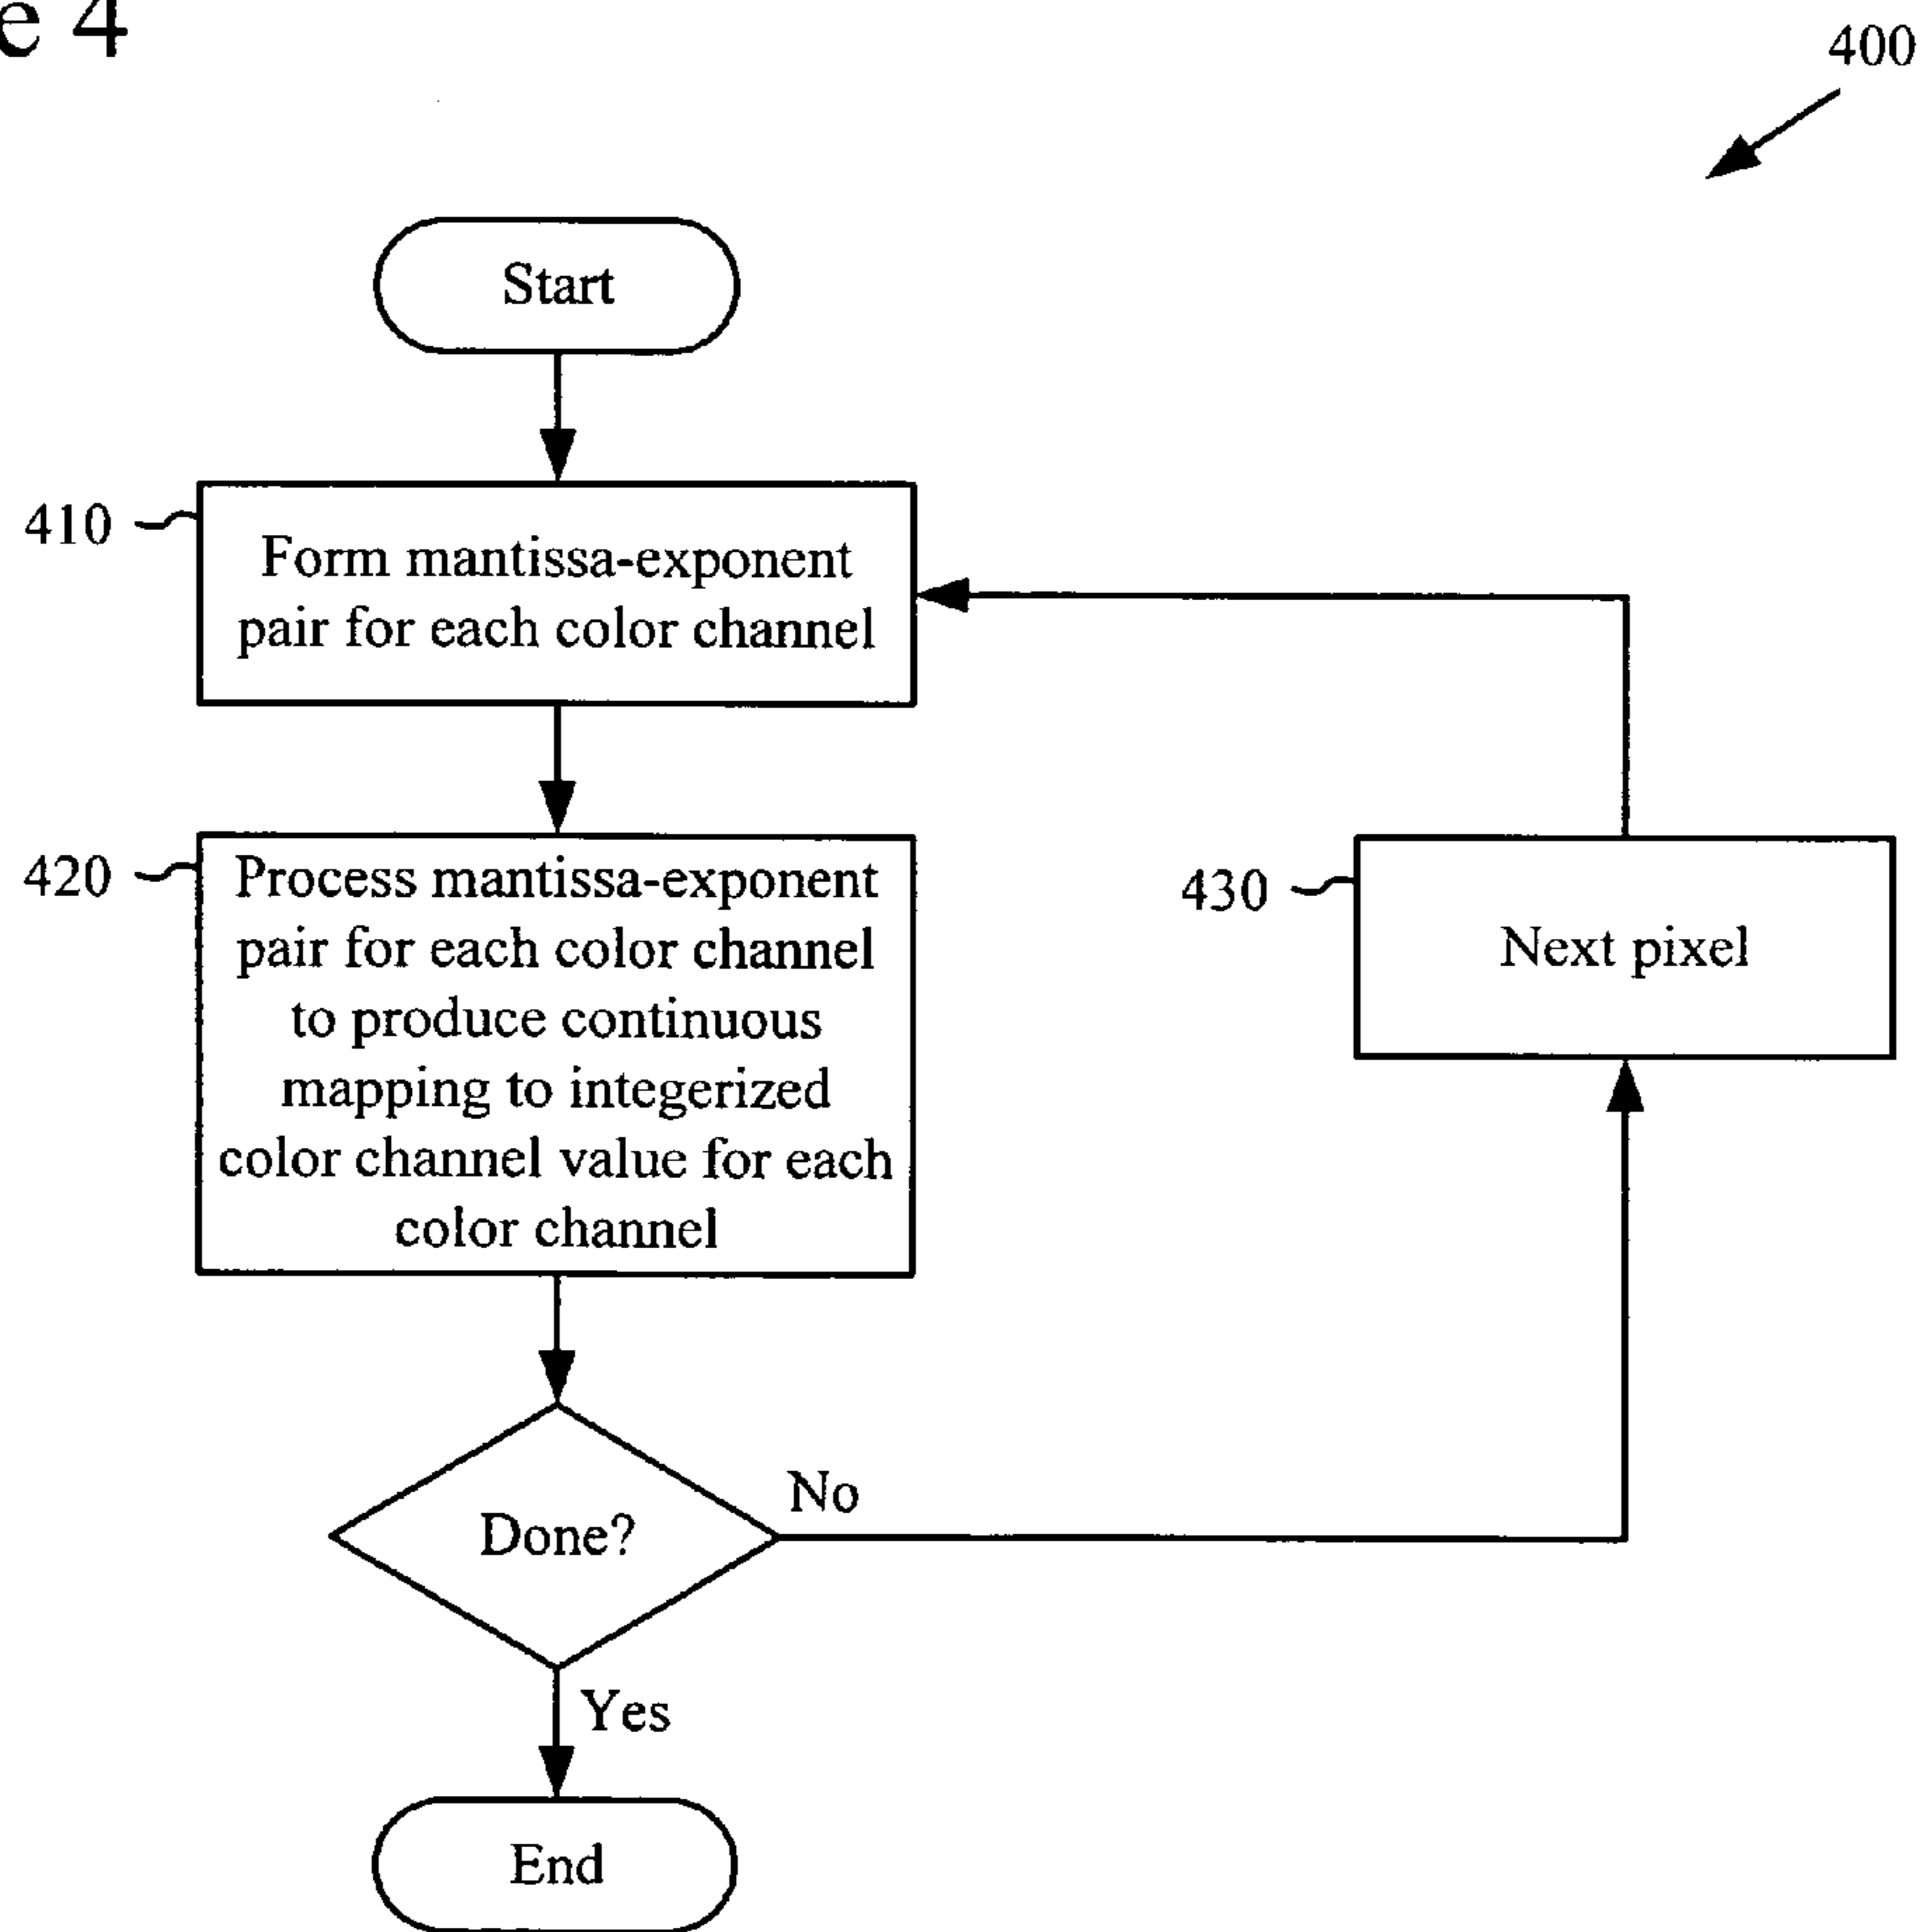 e 4
400
Start
410
Form mantissa-exponent
pair for each color channel
420
Process mantissa-exponent
pair for each color channel
to produce continuous
mapping to integerized
color channel value for each
color channel
430
Next pixel
Done?
No
Yes
End